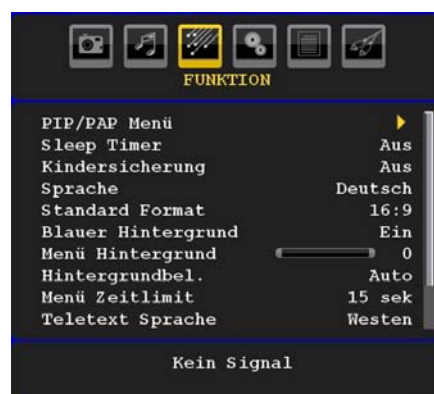 FUNKTION
PIP/PAP Menü
Sleep Timer Aus
Kindersicherung Aus
Sprache Deutsch
Standard Format 16:9
Blauer Hintergrund Ein
Menü Hintergrund 0
Hintergrundbel. Auto
Menü Zeitlimit 15 sek
Teletext Sprache Westen
Kein Signal